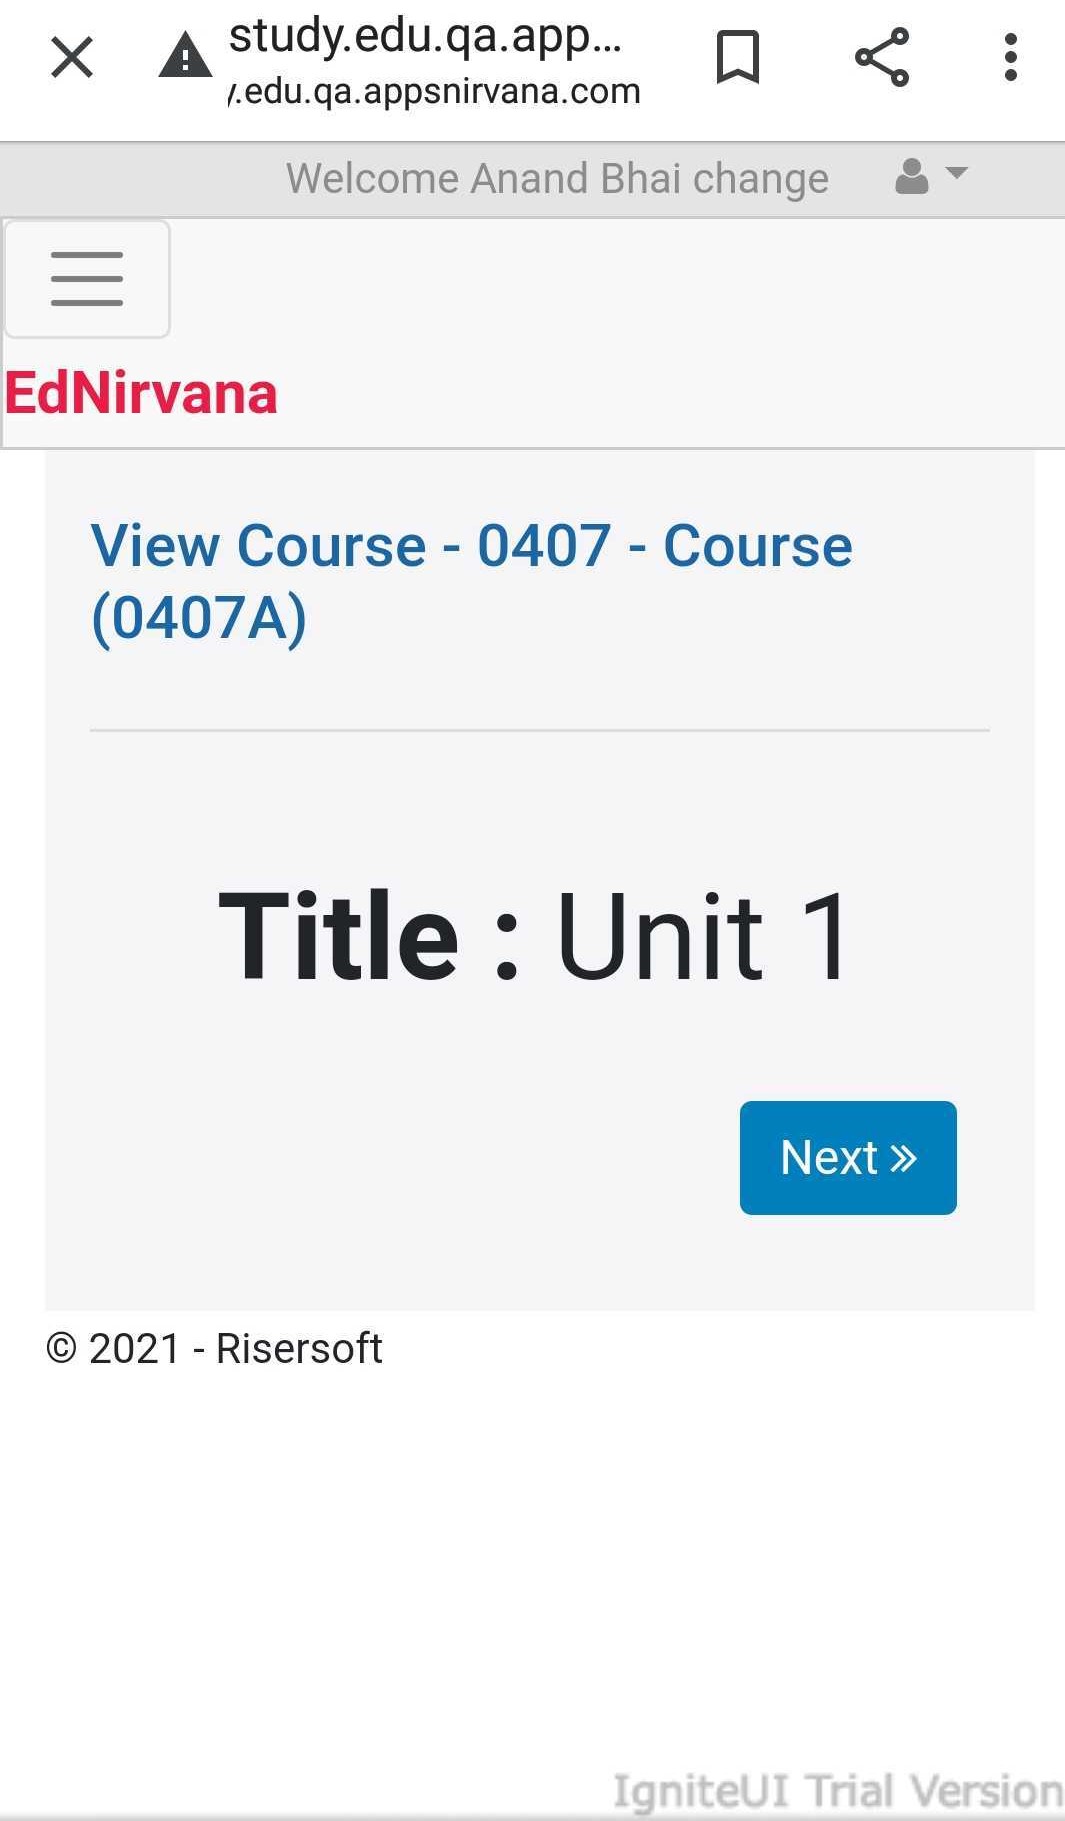 study.edu.qa.app...
.edu.qa.appsnirvana.com
Welcome Anand Bhai change
EdNirvana
View Course - 0407 - Course
(0407A)
Title : Unit 1
Next »
© 2021 - Risersoft
IgniteUI Trial Version